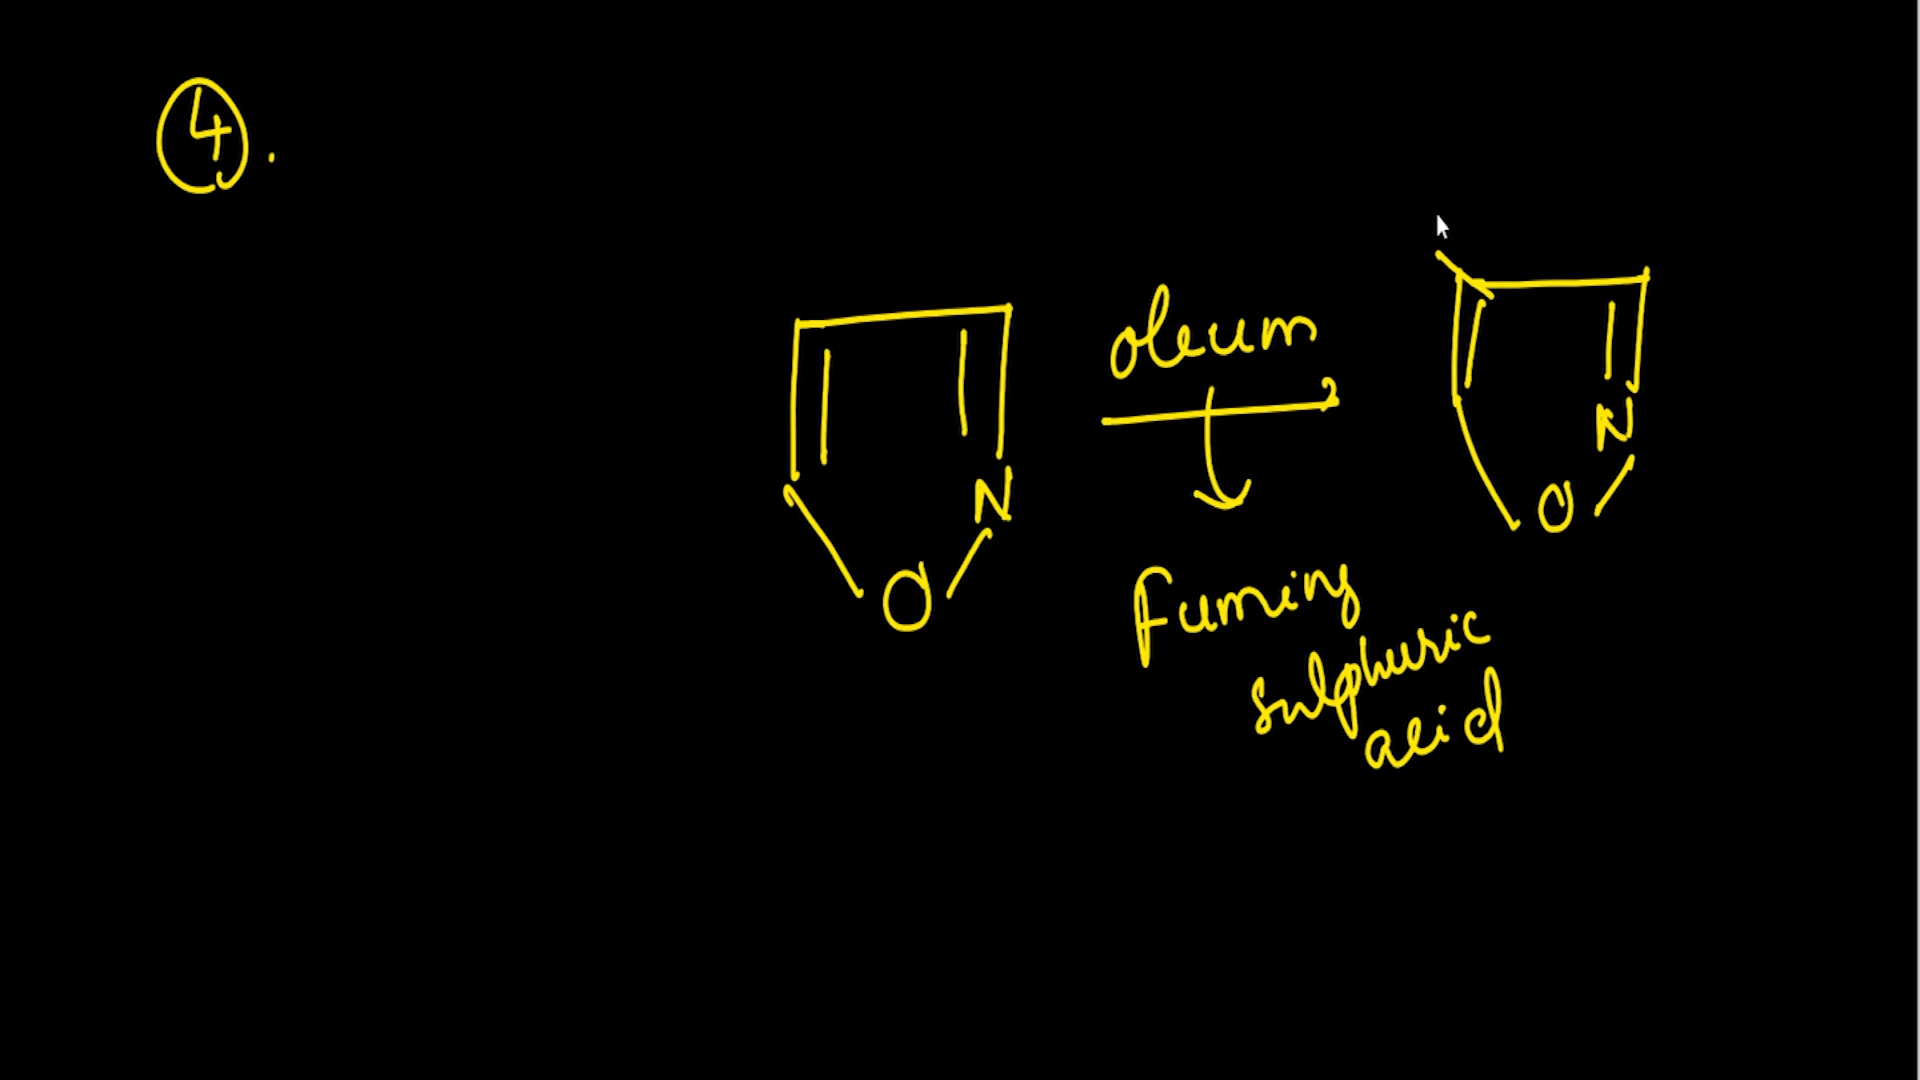 4.
oleum
N
O
N
O
Fuming
sulphuric
acid